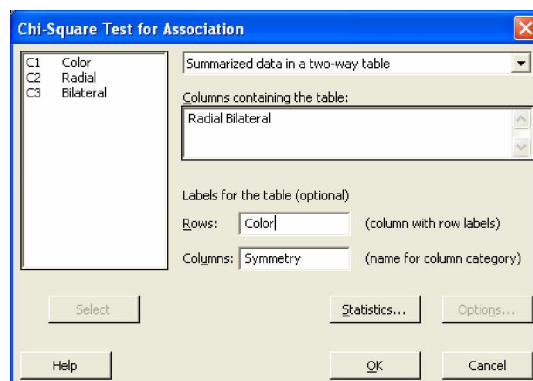 Chi-Square Test for Association
C1 Color
C2 Radial
C3 Bilateral
Summarized data in a two-way table
Columns containing the table:
Radial Bilateral
Labels for the table (optional)
Rows: Color (column with row labels)
Columns: Symmetry (name for column category)
Select
Statistics...
Options...
Help
OK
Cancel